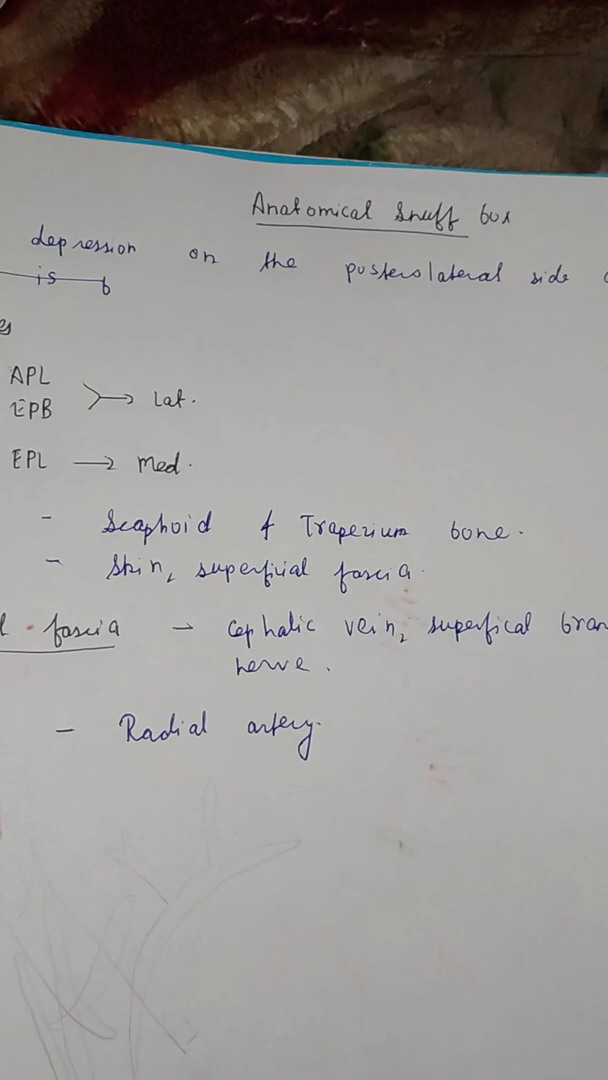 Anatomical Snuff box
depression on the posterolateral side
is b
es
APL
EPB → Lat.
EPL → Med.
- Scaphoid & Trapezium bone.
- Skin, superficial fascia.
l fascia - Cephalic vein, superfical bran
nerve.
- Radial artery.